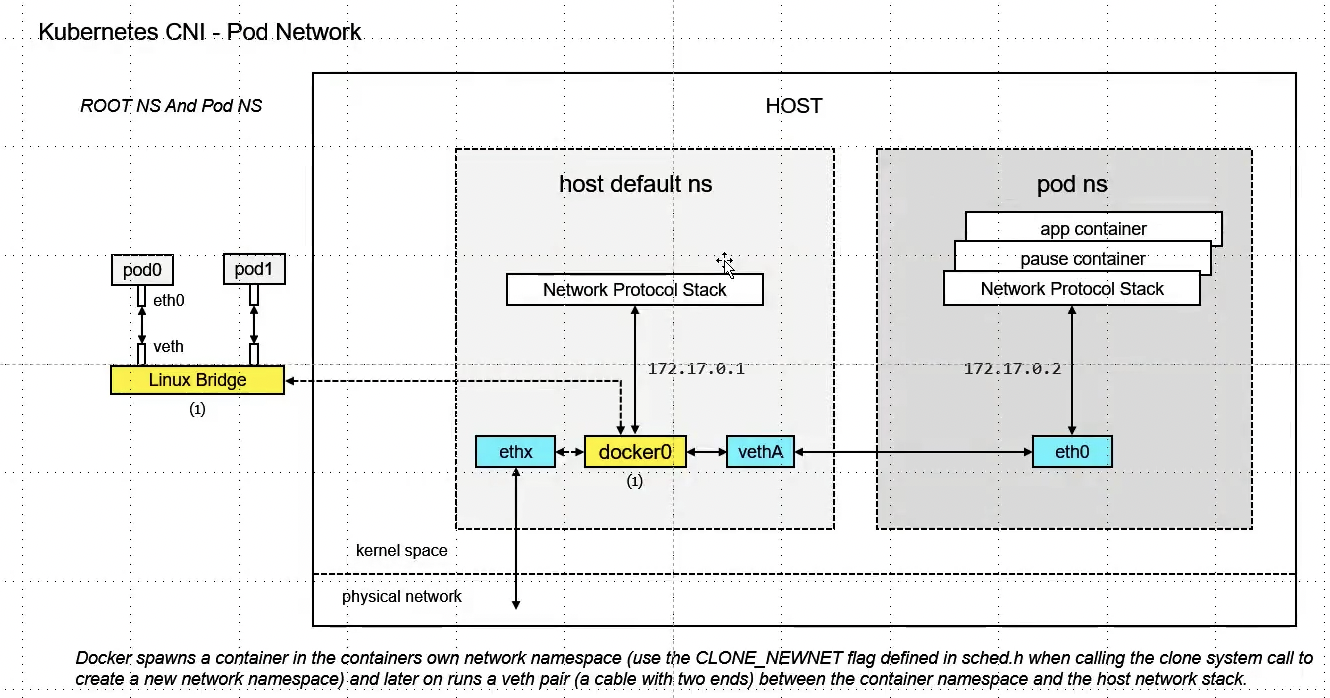 Kubernetes CNI - Pod Network
ROOT NS And Pod NS
HOST
host default ns
pod ns
app container
pause container
Network Protocol Stack
Network Protocol Stack
pod0
pod1
eth0
veth
Linux Bridge
(1)
172.17.0.1
172.17.0.2
ethx
docker0
vethA
eth0
(1)
kernel space
physical network
Docker spawns a container in the containers own network namespace (use the CLONE_NEWNET flag defined in sched.h when calling the clone system call to
create a new network namespace) and later on runs a veth pair (a cable with two ends) between the container namespace and the host network stack.